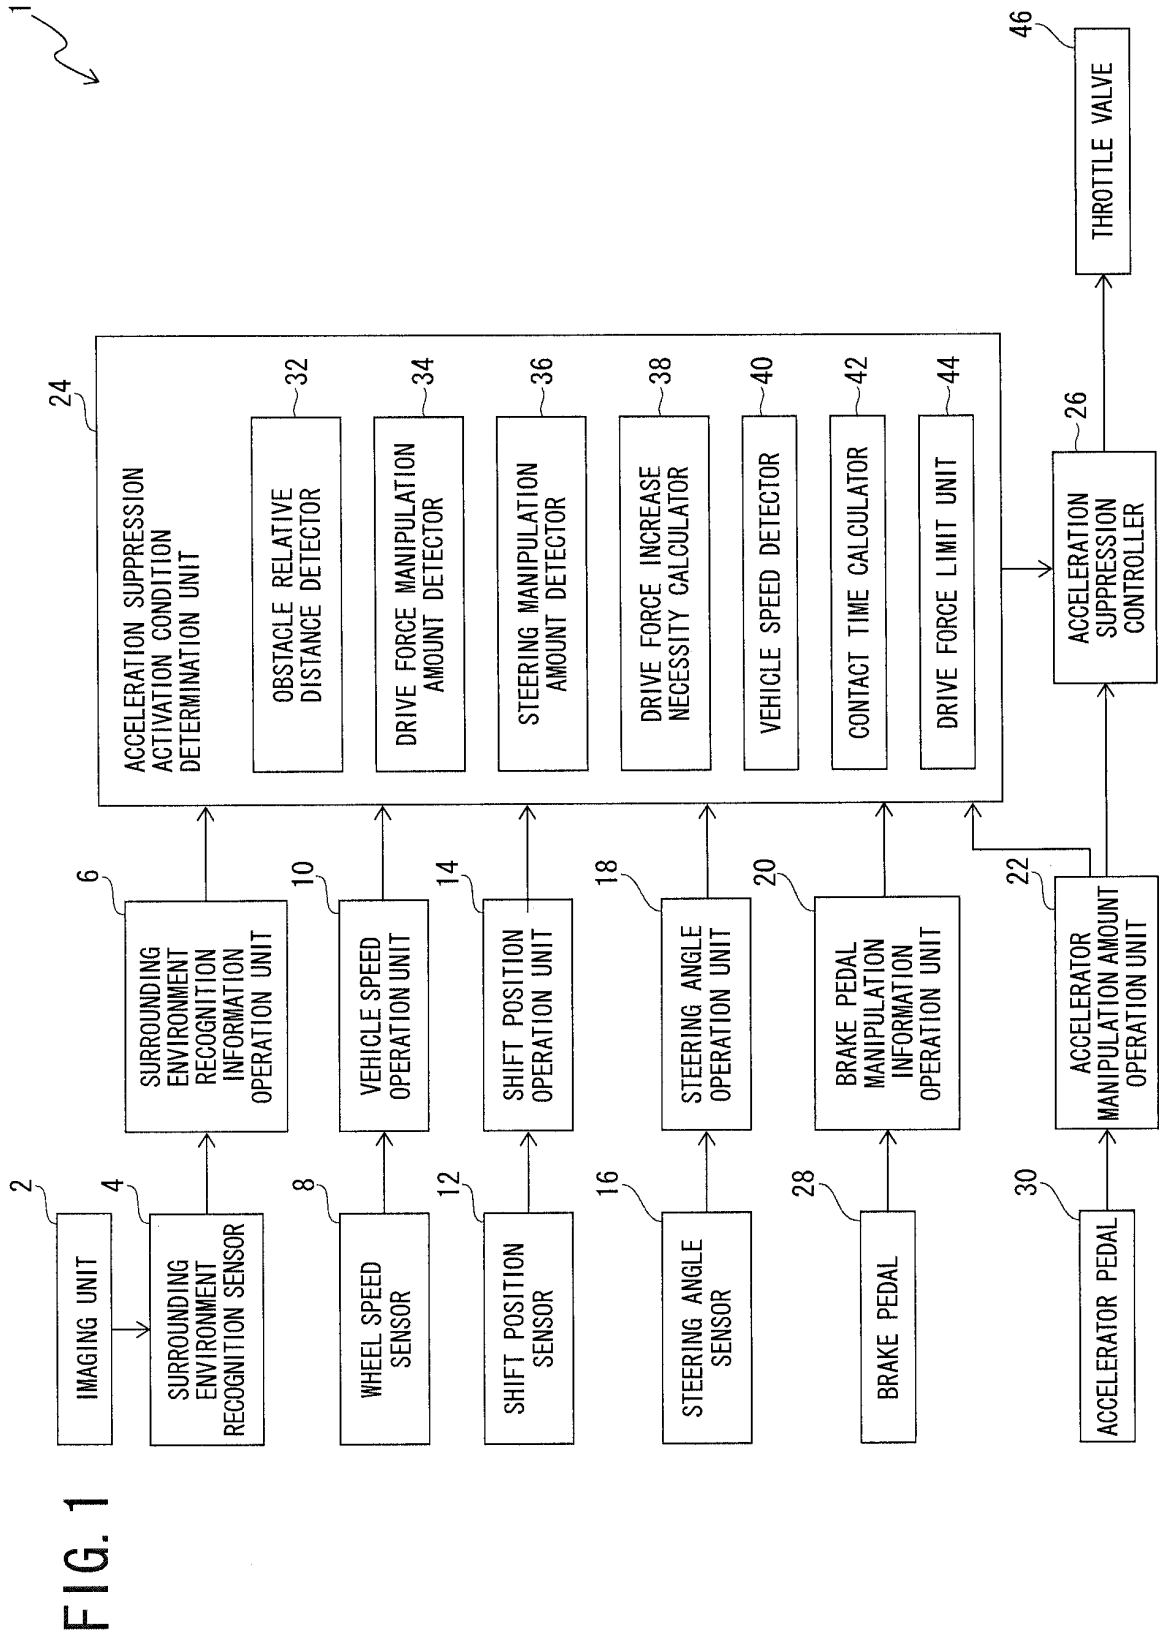 FIG. 1
1
2
IMAGING UNIT
4
SURROUNDING
ENVIRONMENT
RECOGNITION SENSOR
6
SURROUNDING
ENVIRONMENT
RECOGNITION
INFORMATION
OPERATION UNIT
8
WHEEL SPEED
SENSOR
10
VEHICLE SPEED
OPERATION UNIT
12
SHIFT POSITION
SENSOR
14
SHIFT POSITION
OPERATION UNIT
16
STEERING ANGLE
SENSOR
18
STEERING ANGLE
OPERATION UNIT
28
BRAKE PEDAL
20
BRAKE PEDAL
MANIPULATION
INFORMATION
OPERATION UNIT
30
ACCELERATOR PEDAL
22
ACCELERATOR
MANIPULATION AMOUNT
OPERATION UNIT
24
ACCELERATION SUPPRESSION
ACTIVATION CONDITION
DETERMINATION UNIT
OBSTACLE RELATIVE
DISTANCE DETECTOR
32
DRIVE FORCE MANIPULATION
AMOUNT DETECTOR
34
STEERING MANIPULATION
AMOUNT DETECTOR
36
DRIVE FORCE INCREASE
NECESSITY CALCULATOR
38
VEHICLE SPEED DETECTOR
40
CONTACT TIME CALCULATOR
42
DRIVE FORCE LIMIT UNIT
44
26
ACCELERATION
SUPPRESSION
CONTROLLER
46
THROTTLE VALVE